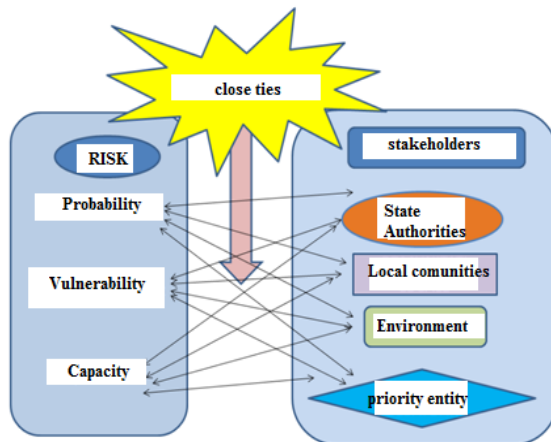 close ties
RISK
Probability
Vulnerability
Capacity
stakeholders
State
Authorities
Local comunities
Environment
priority entity